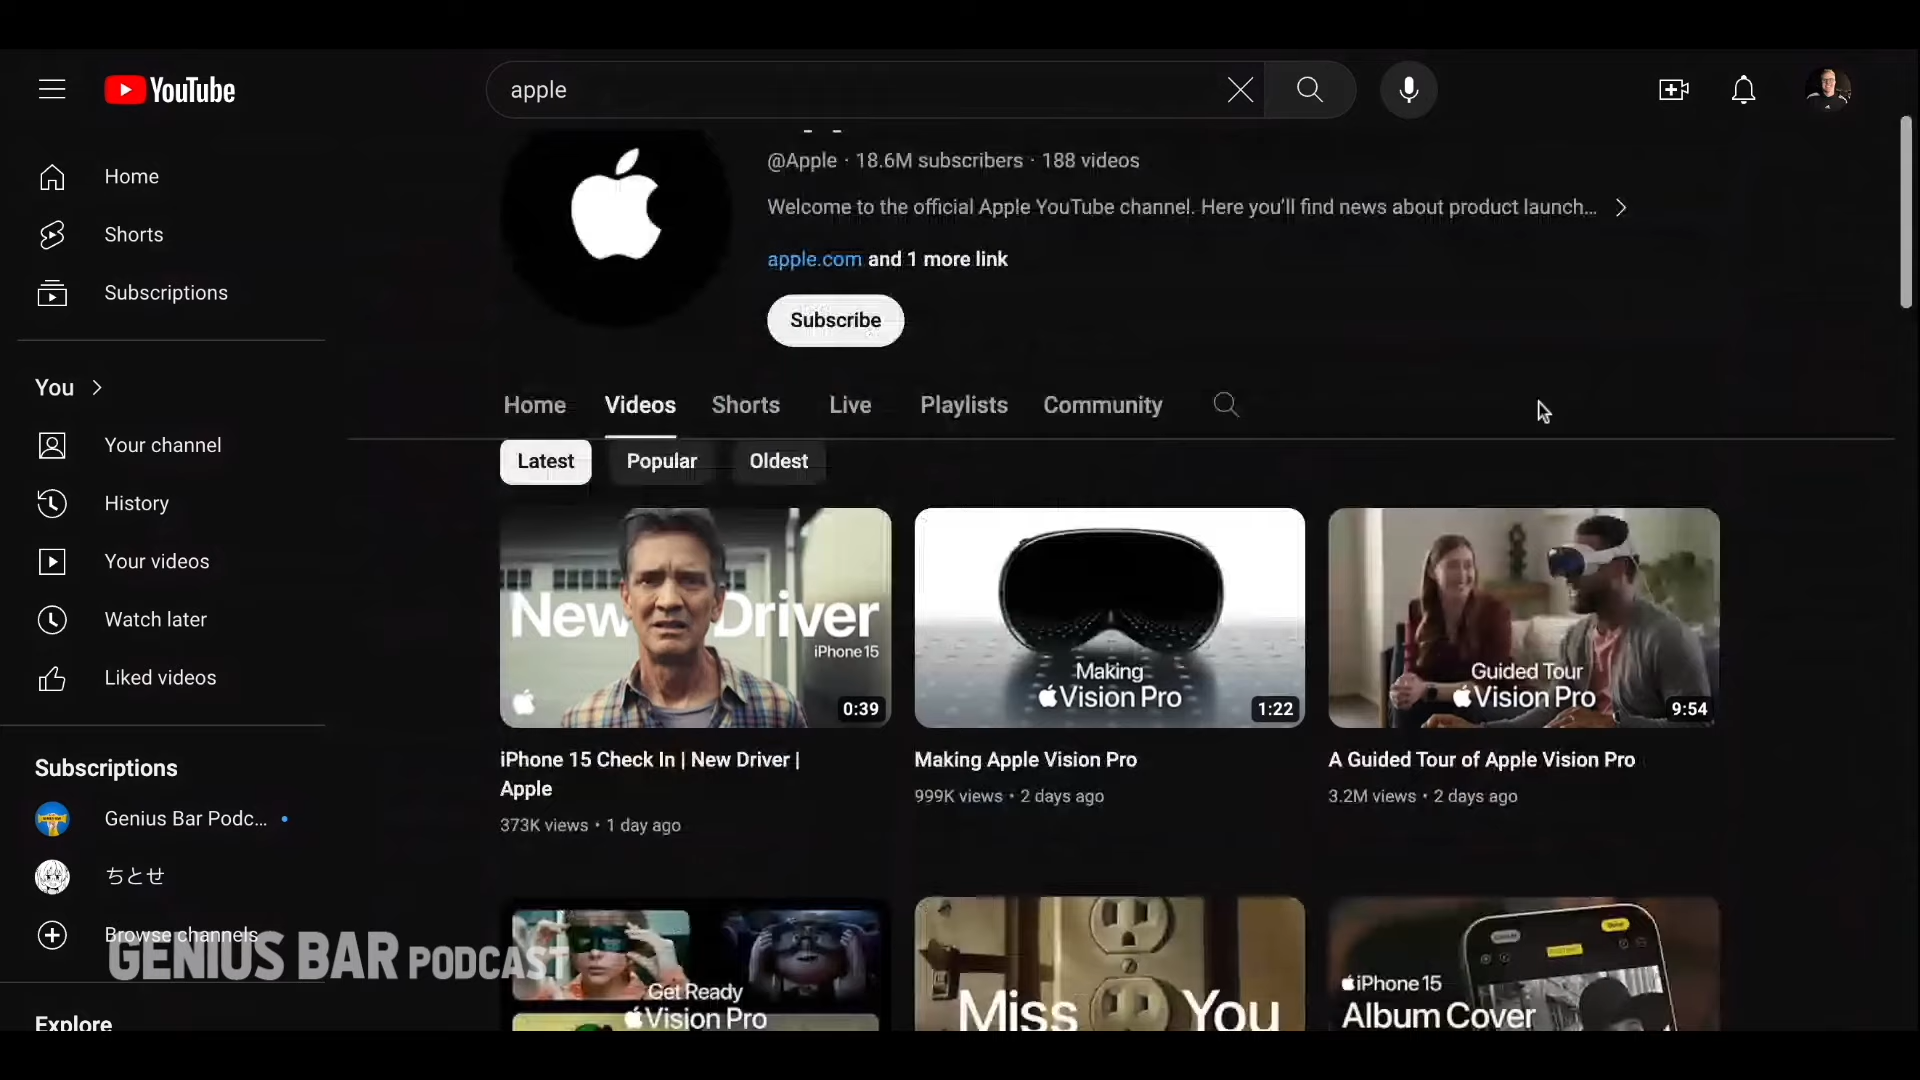 YouTube
apple
Home
Shorts
Subscriptions
You
Your channel
History
Your videos
Watch later
Liked videos
Subscriptions
Genius Bar Podc...
ちとせ
Browse channels
Explore
@Apple · 18.6M subscribers · 188 videos
Welcome to the official Apple YouTube channel. Here you'll find news about product launch...
apple.com and 1 more link
Subscribe
Home Videos Shorts Live Playlists Community
Latest Popular Oldest
New Driver
iPhone 15
0:39
Making
Vision Pro
1:22
Guided Tour
Vision Pro
9:54
iPhone 15 Check In | New Driver |
Apple
373K views • 1 day ago
Making Apple Vision Pro
999K views • 2 days ago
A Guided Tour of Apple Vision Pro
3.2M views • 2 days ago
Get Ready
Vision Pro
Miss You
iPhone 15
Album Cover
GENIUS BAR PODCAST